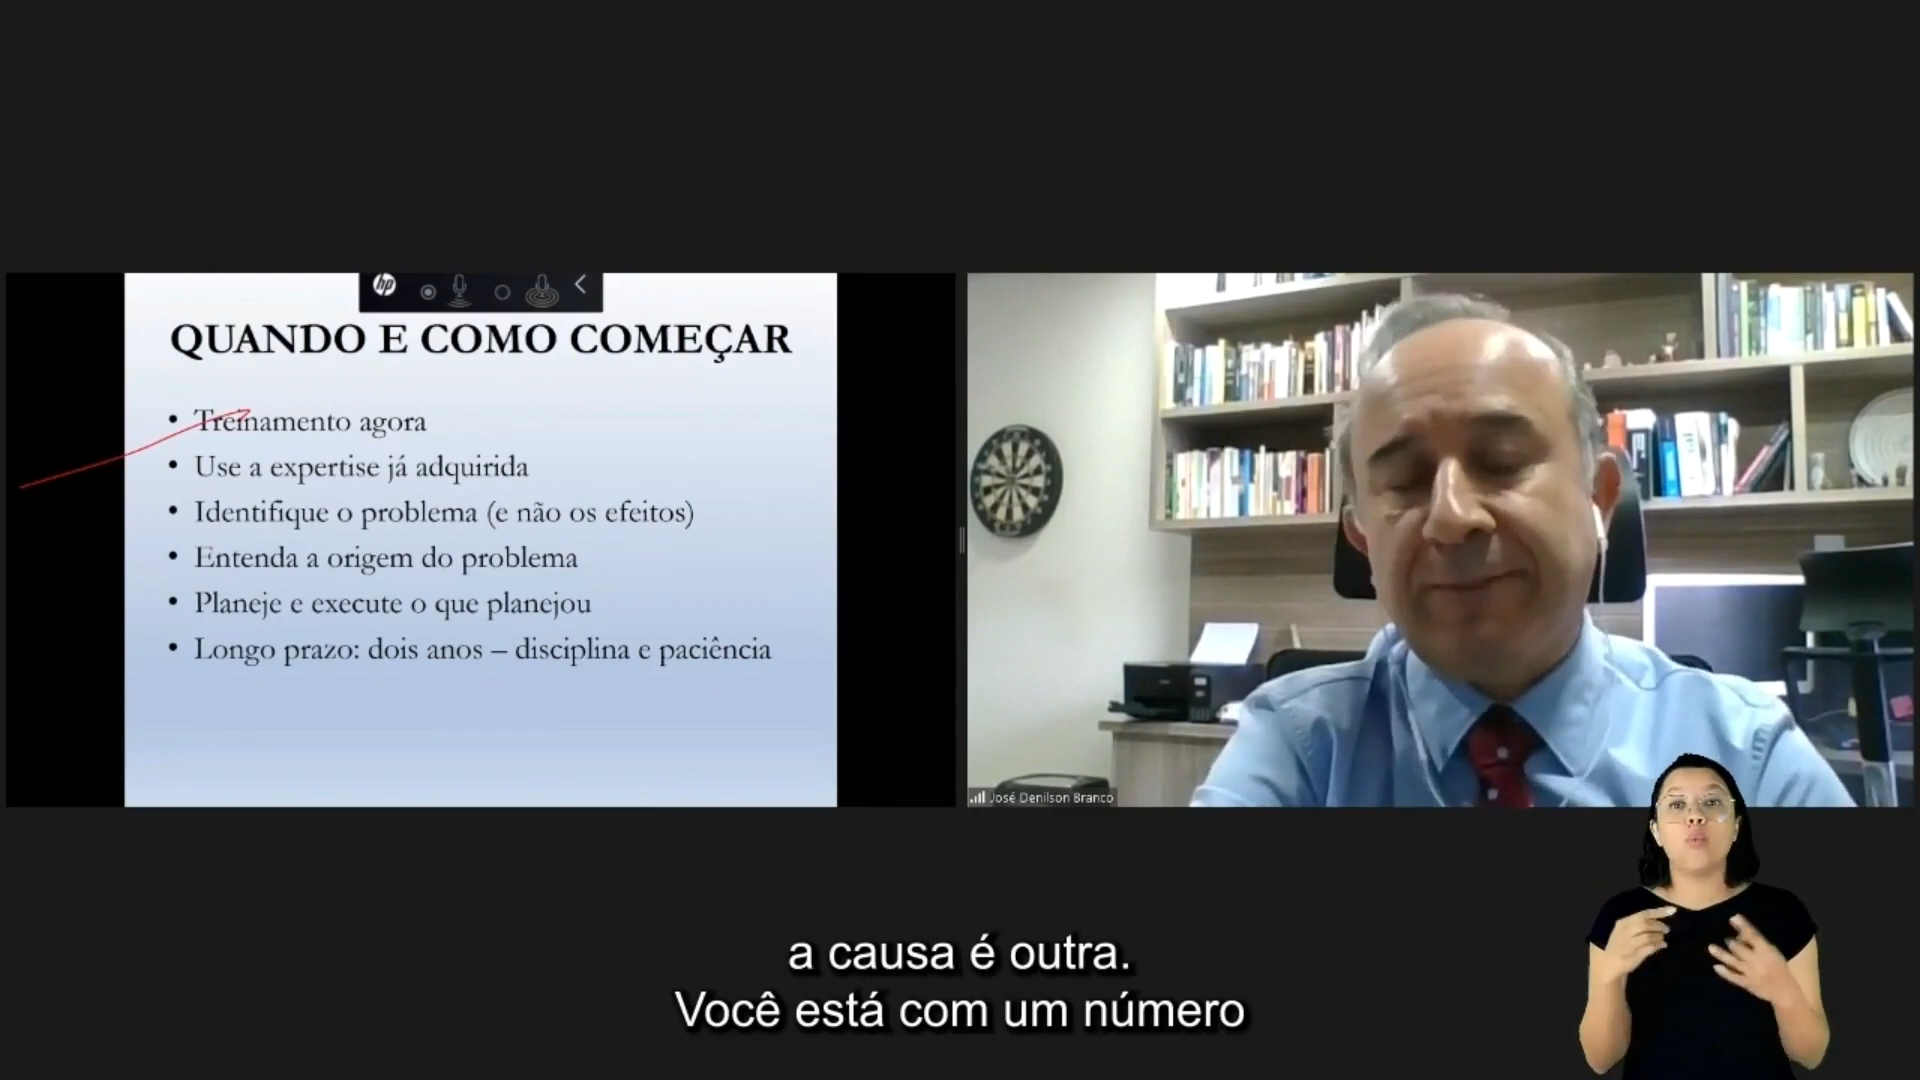 hp
QUANDO E COMO COMEÇAR
• Treinamento agora
• Use a expertise já adquirida
• Identifique o problema (e não os efeitos)
• Entenda a origem do problema
• Planeje e execute o que planejou
• Longo prazo: dois anos – disciplina e paciência
José Denilson Branco
a causa é outra.
Você está com um número